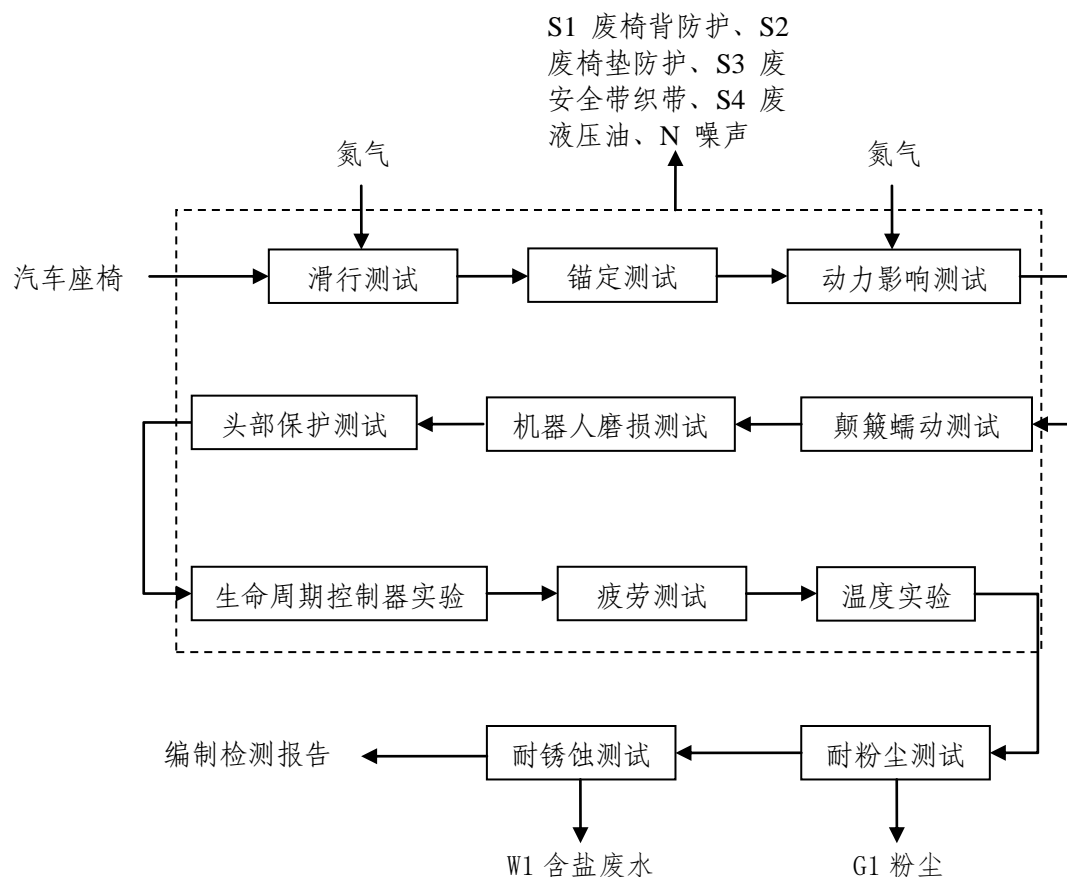 S1 废椅背防护、S2
废椅垫防护、S3 废
安全带织带、S4 废
液压油、N 噪声
氮气
氮气
汽车座椅
滑行测试
锚定测试
动力影响测试
头部保护测试
机器人磨损测试
颠簸蠕动测试
生命周期控制器实验
疲劳测试
温度实验
编制检测报告
耐锈蚀测试
耐粉尘测试
W1 含盐废水
G1 粉尘